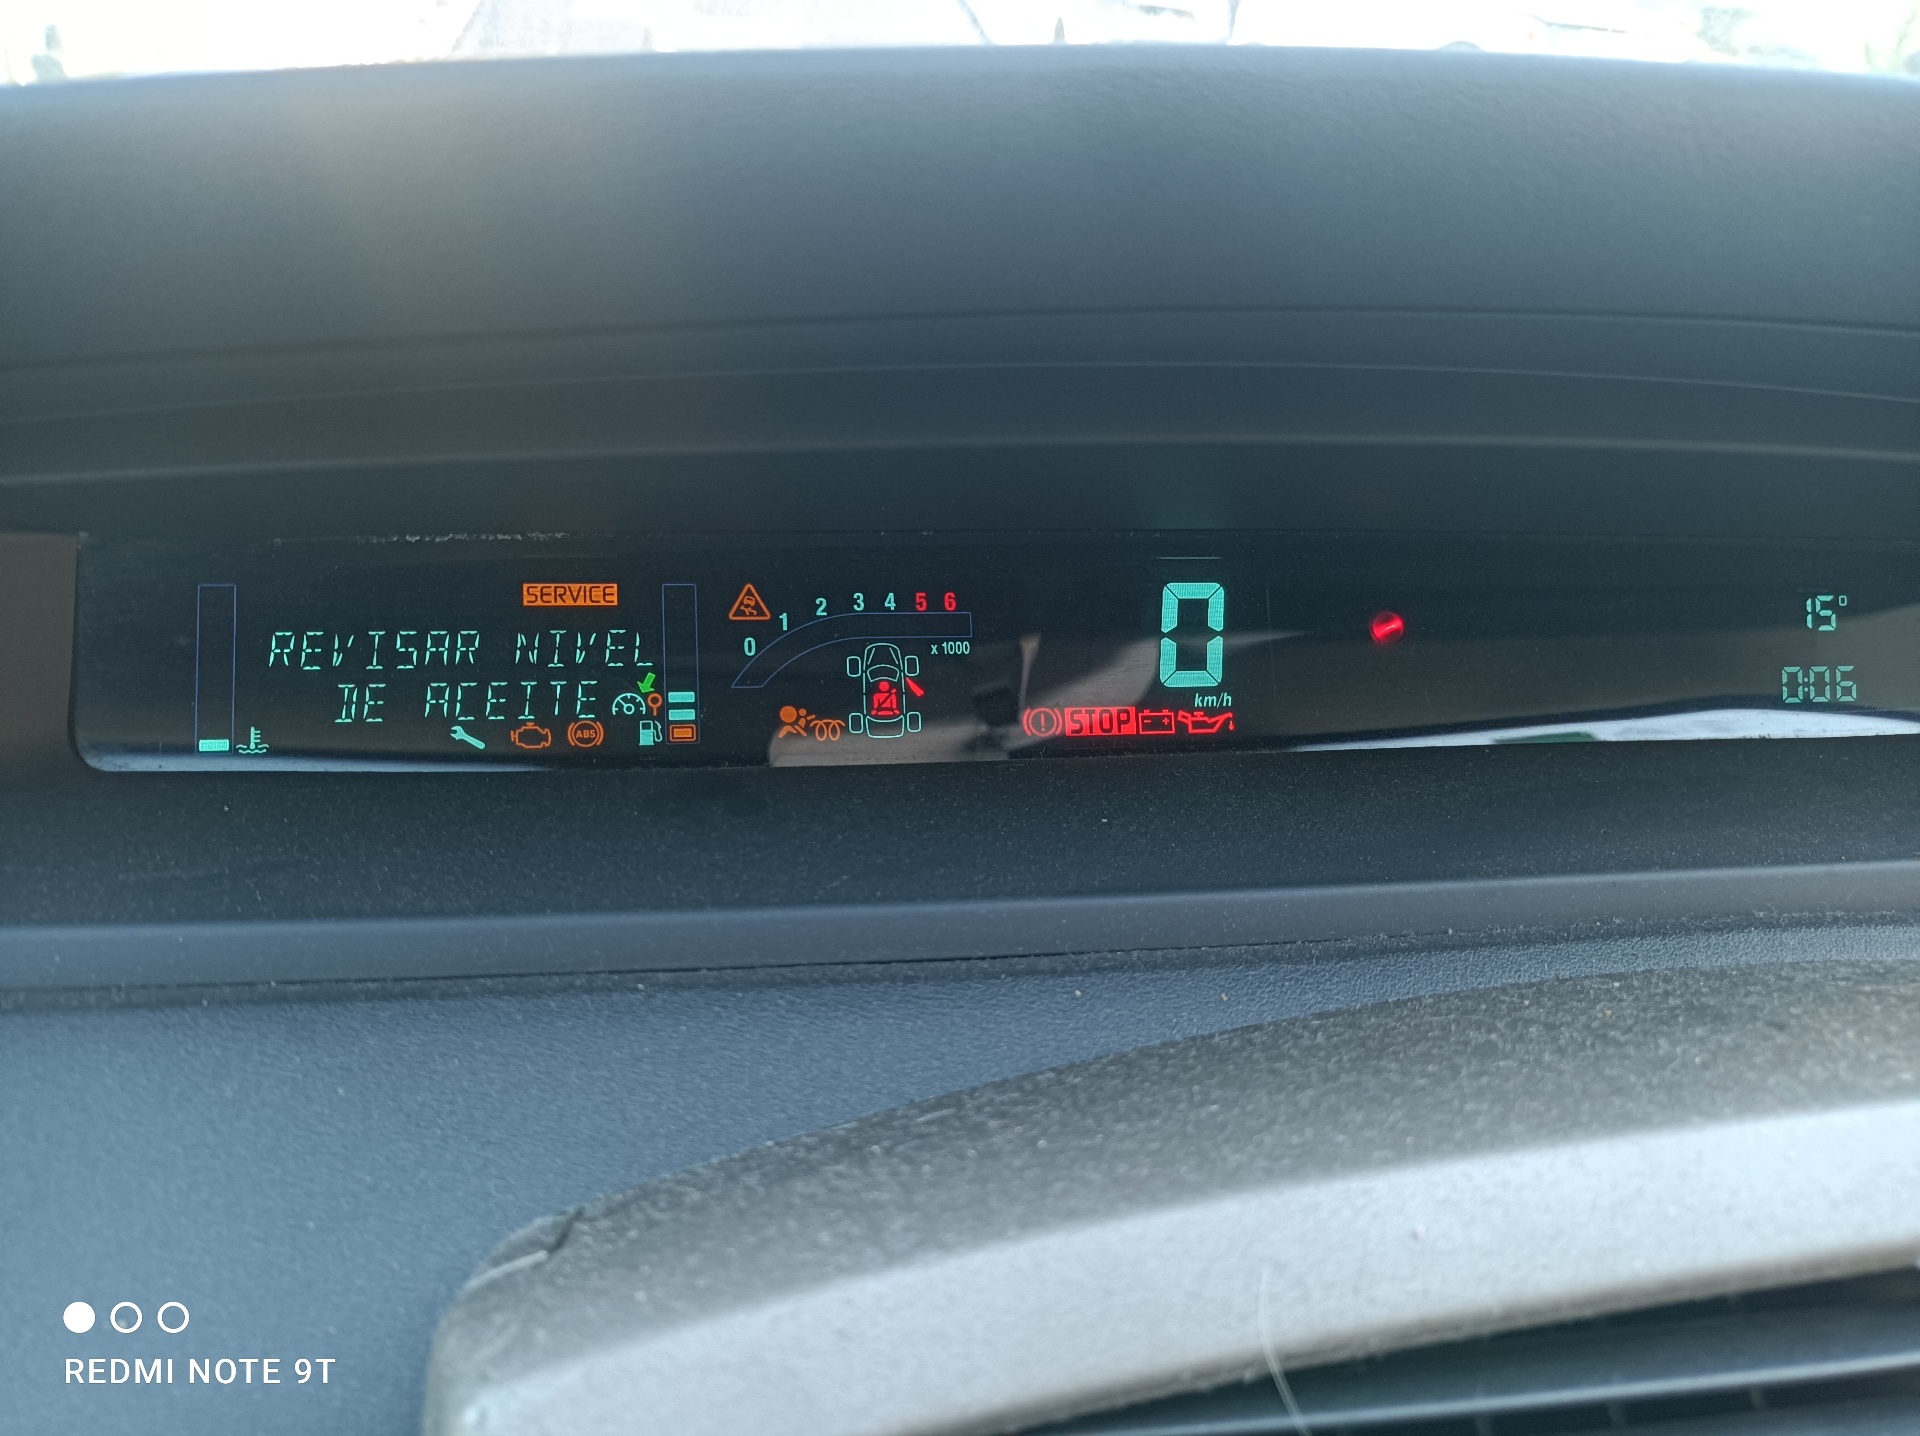 SERVICE
REVISAR NIVEL
DE ACEITE
ABS
0 1 2 3 4 5 6
x 1000
0
km/h
STOP
15°
0:06
REDMI NOTE 9T